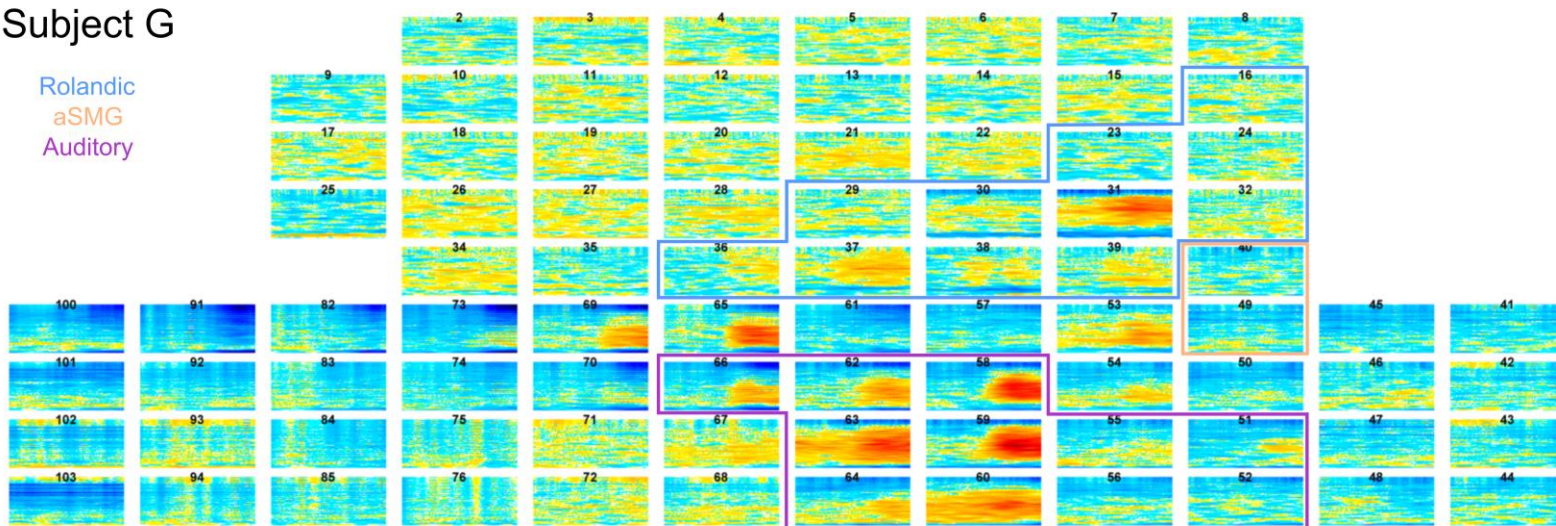 Subject G
Rolandic
aSMG
Auditory
2 3 4 5 6 7 8
9 10 11 12 13 14 15 16
17 18 19 20 21 22 23 24
25 26 27 28 29 30 31 32
34 35 36 37 38 39 40
100 91 82 73 69 65 61 57 53 49 45 41
101 92 83 74 70 66 62 58 54 50 46 42
102 93 84 75 71 67 63 59 55 51 47 43
103 94 85 76 72 68 64 60 56 52 48 44